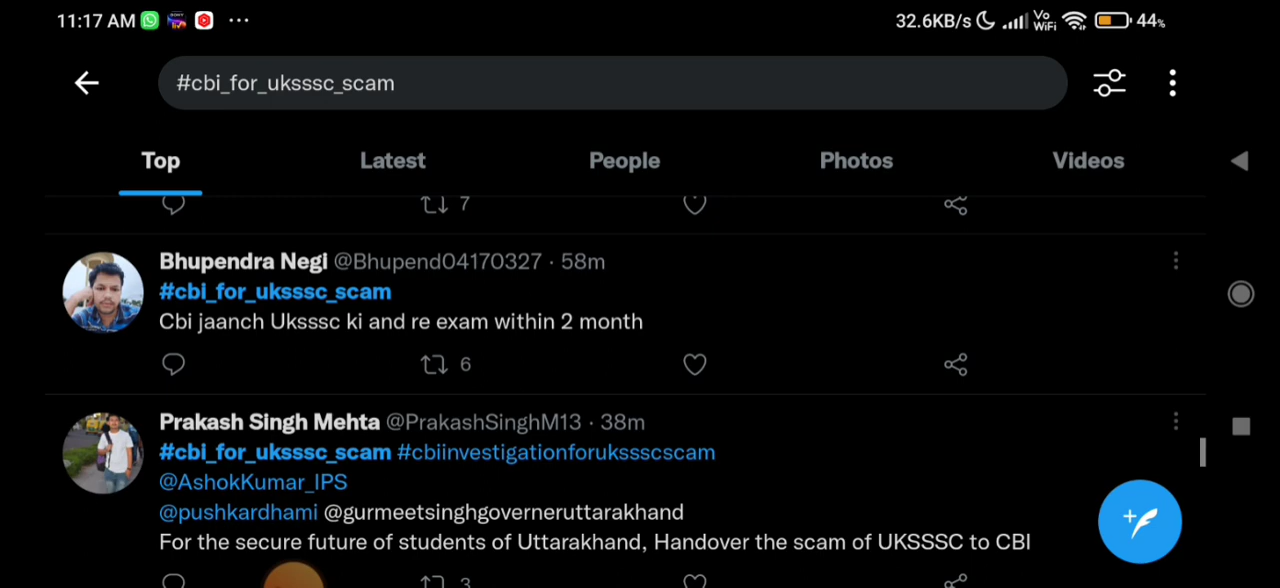 11:17 AM
32.6KB/s Vo WiFi 44%
#cbi_for_uksssc_scam
Top Latest People Photos Videos
7
Bhupendra Negi @Bhupend04170327 · 58m
#cbi_for_uksssc_scam
Cbi jaanch Uksssc ki and re exam within 2 month
6
Prakash Singh Mehta @PrakashSinghM13 · 38m
#cbi_for_uksssc_scam #cbiinvestigationforukssscscam
@AshokKumar_IPS
@pushkardhami @gurmeetsinghgoverneruttarakhand
For the secure future of students of Uttarakhand, Handover the scam of UKSSSC to CBI
3